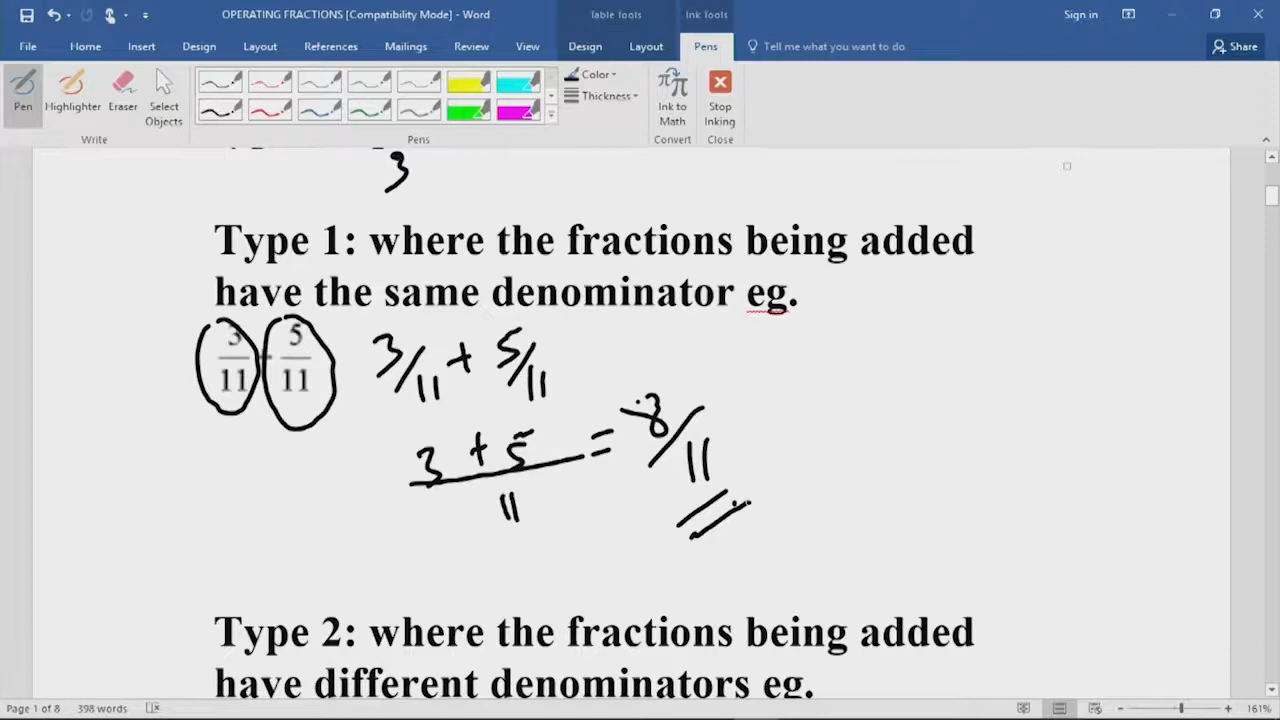 OPERATING FRACTIONS [Compatibility Mode] - Word
Table Tools
Ink Tools
Sign in
File Home Insert Design Layout References Mailings Review View Design Layout Pens Tell me what you want to do Share
Pen Highlighter Eraser Select Objects
Color
Thickness
Ink to Math
Stop Inking
Write Pens Convert Close
3
Type 1: where the fractions being added
have the same denominator eg.
3/11 + 5/11 3/11 + 5/11
3 + 5 = 8/11
11
Type 2: where the fractions being added
have different denominators eg.
Page 1 of 8 398 words 161%